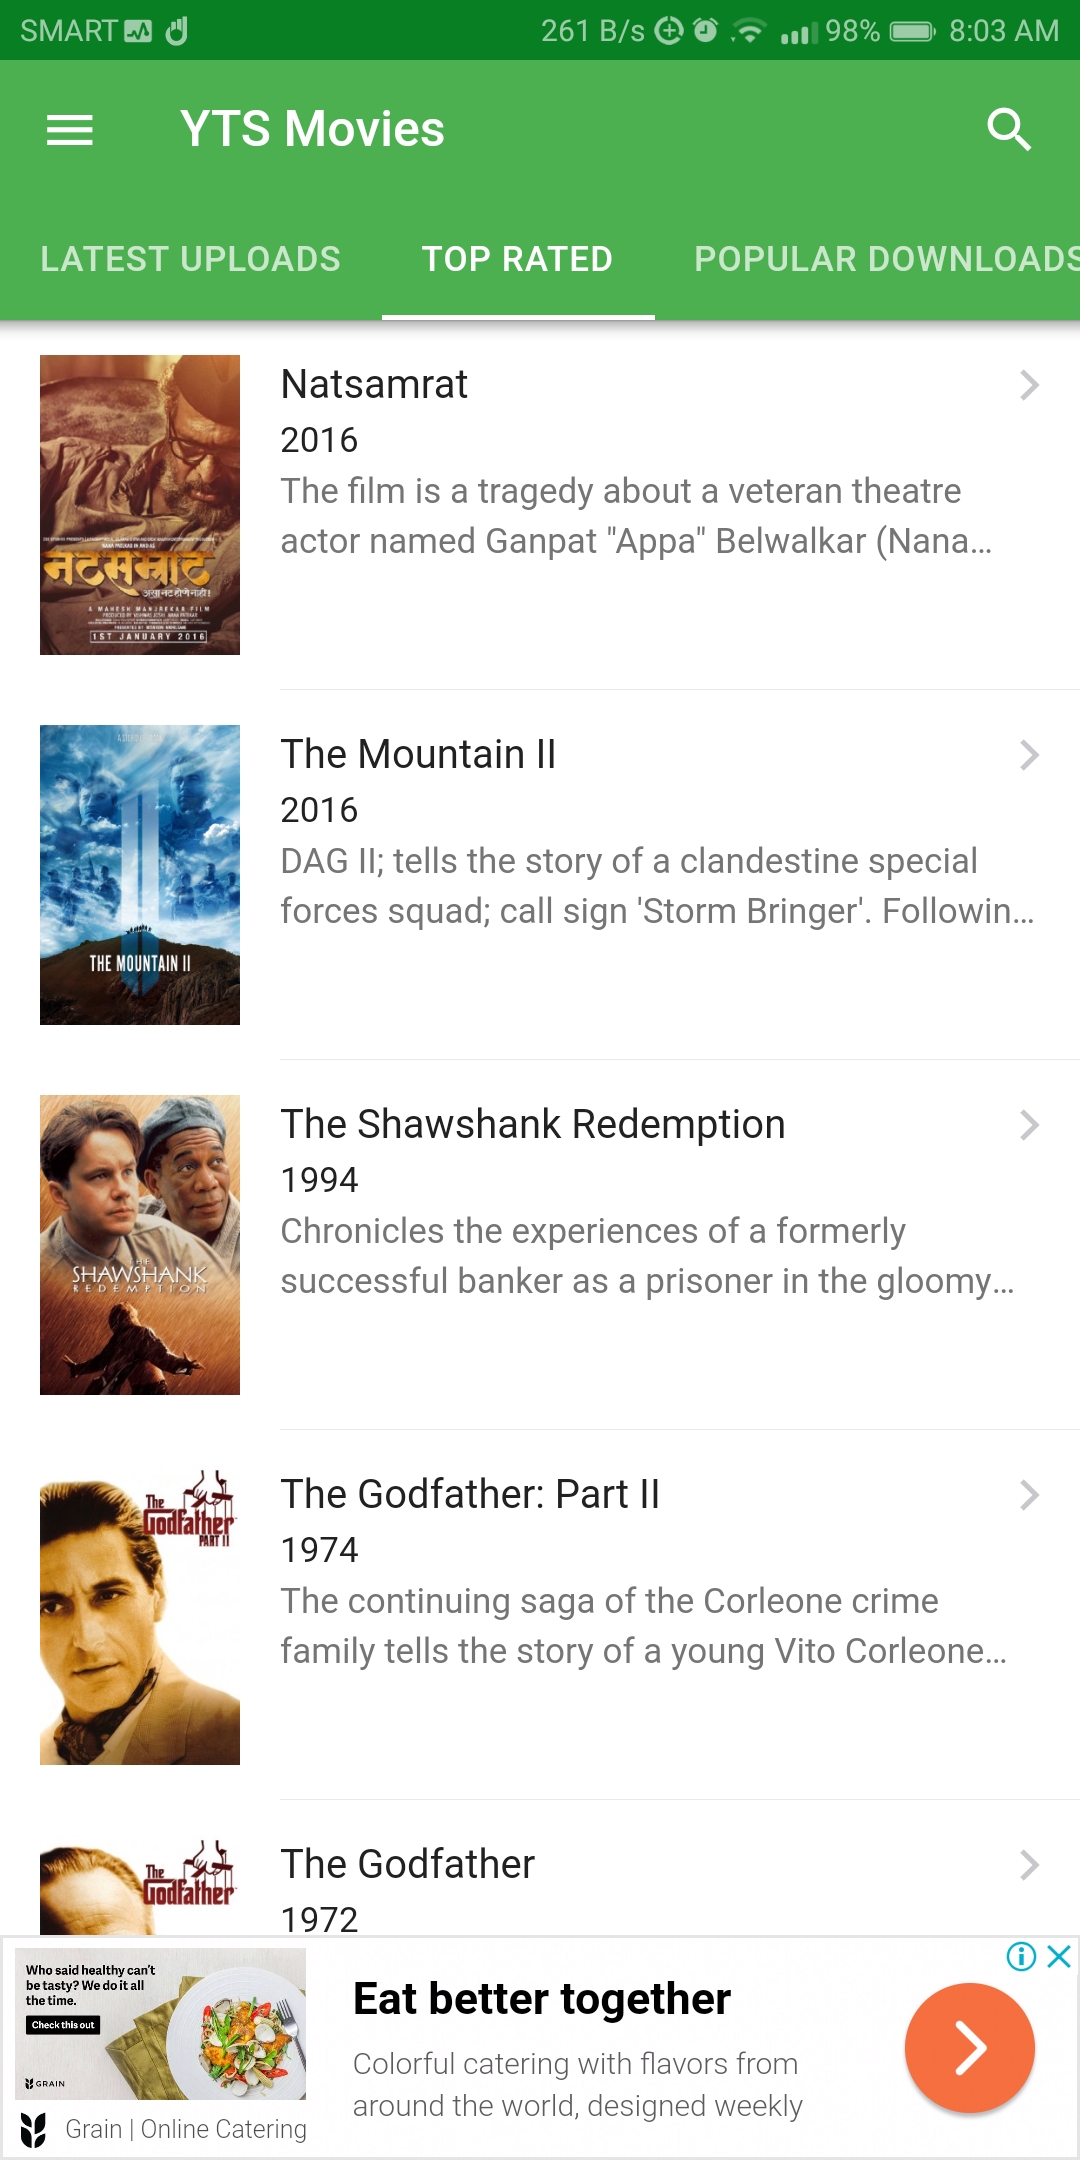 SMART 261 B/s 98% 8:03 AM
YTS Movies
LATEST UPLOADS TOP RATED POPULAR DOWNLOADS
Natsamrat
2016
The film is a tragedy about a veteran theatre
actor named Ganpat "Appa" Belwalkar (Nana...
नटसम्राट
असा नट होणे नाही!
A MAHESH MANJREKAR FILM
1ST JANUARY 2016
The Mountain II
2016
DAG II; tells the story of a clandestine special
forces squad; call sign 'Storm Bringer'. Followin...
THE MOUNTAIN II
The Shawshank Redemption
1994
Chronicles the experiences of a formerly
successful banker as a prisoner in the gloomy...
THE
SHAWSHANK
REDEMPTION
The Godfather: Part II
1974
The continuing saga of the Corleone crime
family tells the story of a young Vito Corleone...
The
Godfather
PART II
The Godfather
1972
The
Godfather
Who said healthy can't
be tasty? We do it all
the time.
Check this out
GRAIN
Grain | Online Catering
Eat better together
Colorful catering with flavors from
around the world, designed weekly